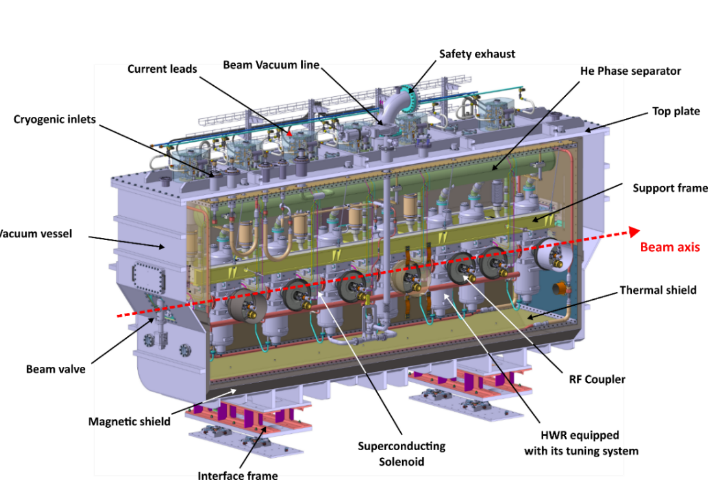 Safety exhaust
Beam Vacuum line
Current leads
He Phase separator
Top plate
Cryogenic inlets
Support frame
Vacuum vessel
Beam axis
Thermal shield
Beam valve
RF Coupler
Magnetic shield
HWR equipped
with its tuning system
Superconducting
Solenoid
Interface frame